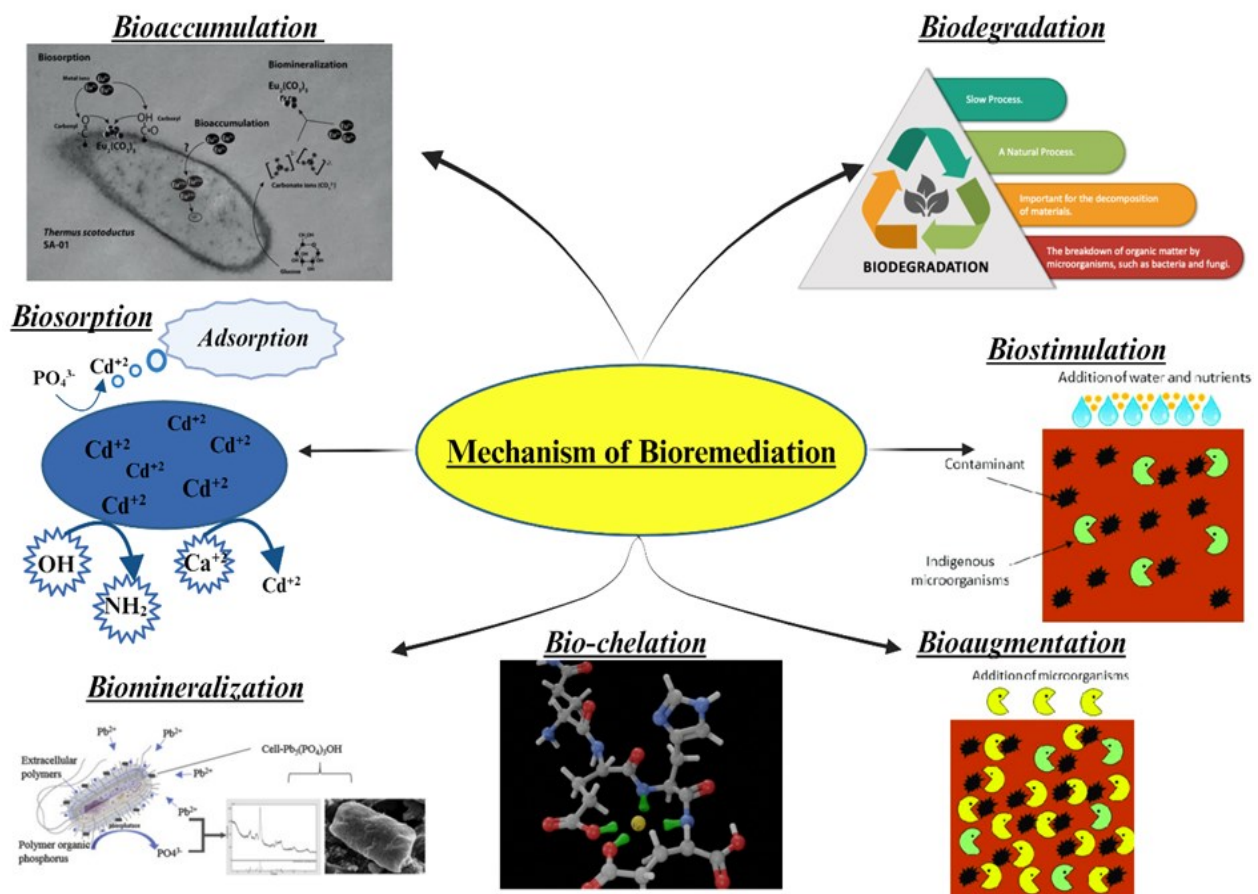 Bioaccumulation
Biosorption
Metal ions
Carbonyl
OH
Carboxyl
C
O
Eu₂(CO₃)₃
Bioaccumulation
?
Biomineralization
Eu₂(CO₃)₃
Carbonate ions (CO₃²⁻)
Glucose
Thermus scotoductus
SA-01
Biodegradation
Slow Process.
A Natural Process.
Important for the decomposition
of materials.
The breakdown of organic matter by
microorganisms, such as bacteria and fungi.
BIODEGRADATION
Biosorption
Adsorption
PO₄³⁻
Cd⁺²
Cd⁺²
Cd⁺²
Cd⁺²
Cd⁺²
Cd⁺²
Cd⁺²
OH
NH₂
Ca⁺²
Cd⁺²
Mechanism of Bioremediation
Biostimulation
Addition of water and nutrients
Contaminant
Indigenous
microorganisms
Biomineralization
Pb²⁺
Pb²⁺
Extracellular
polymers
Pb²⁺
Cell-Pb₅(PO₄)₃OH
Pb²⁺
Polymer organic
phosphorus
PO4³⁻
Bio-chelation
Bioaugmentation
Addition of microorganisms